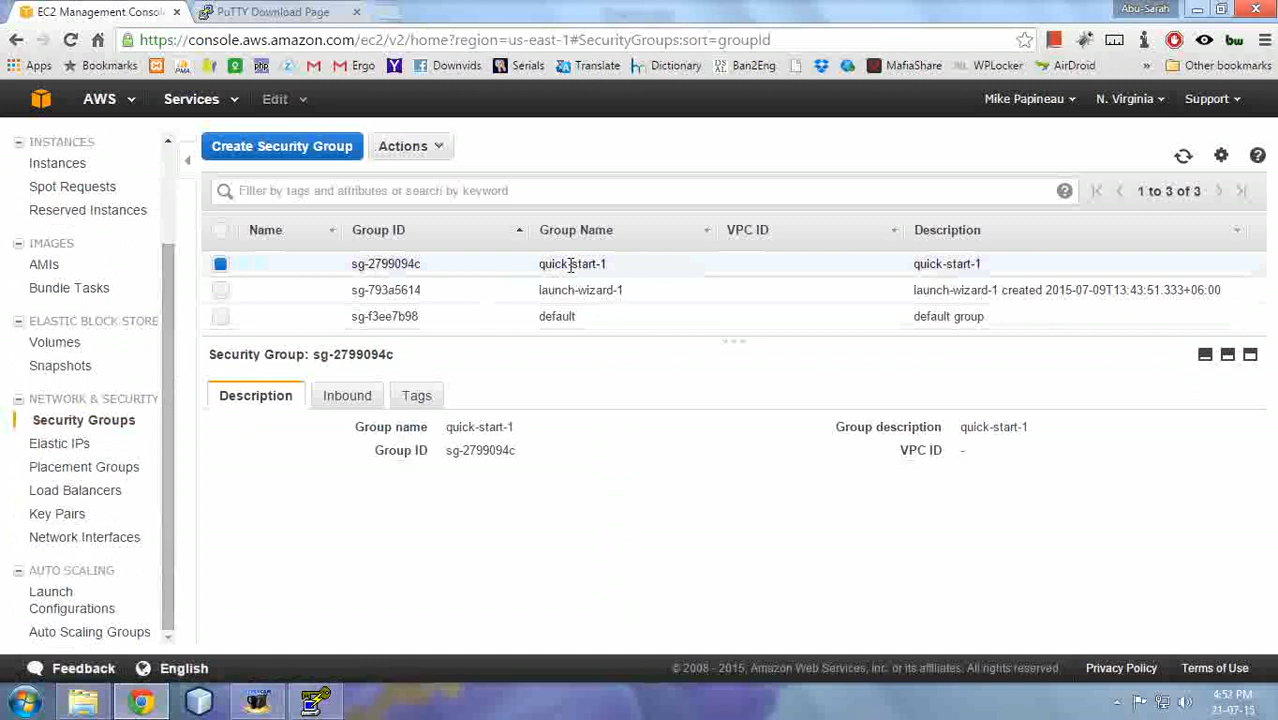 EC2 Management Conso
PuTTY Download Page
Abu-Sarah
https://console.aws.amazon.com/ec2/v2/home?region=us-east-1#SecurityGroups:sort=groupId
Apps Bookmarks Ergo Downvids Serials Translate Dictionary Ban2Eng MafiaShare WPLocker AirDroid » Other bookmarks
AWS Services Edit Mike Papineau N. Virginia Support
INSTANCES
Instances
Spot Requests
Reserved Instances
IMAGES
AMIs
Bundle Tasks
ELASTIC BLOCK STORE
Volumes
Snapshots
NETWORK & SECURITY
Security Groups
Elastic IPs
Placement Groups
Load Balancers
Key Pairs
Network Interfaces
AUTO SCALING
Launch
Configurations
Auto Scaling Groups
Create Security Group Actions
Filter by tags and attributes or search by keyword
1 to 3 of 3
Name Group ID Group Name VPC ID Description
sg-2799094c quick-start-1 quick-start-1
sg-793a5614 launch-wizard-1 launch-wizard-1 created 2015-07-09T13:43:51.333+06:00
sg-f3ee7b98 default default group
Security Group: sg-2799094c
Description Inbound Tags
Group name quick-start-1 Group description quick-start-1
Group ID sg-2799094c VPC ID -
Feedback English © 2008 - 2015, Amazon Web Services, Inc. or its affiliates. All rights reserved. Privacy Policy Terms of Use
4:52 PM
21-07-15